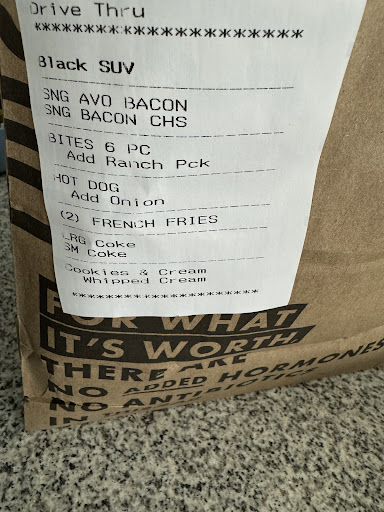 Drive Thru
************************
Black SUV
SNG AVO BACON
SNG BACON CHS
BITES 6 PC
Add Ranch Pck
HOT DOG
Add Onion
(2) FRENCH FRIES
LRG Coke
SM Coke
Cookies & Cream
Whipped Cream
************************
FOR WHAT
IT'S WORTH,
THERE ARE
NO ADDED HORMONES
NO